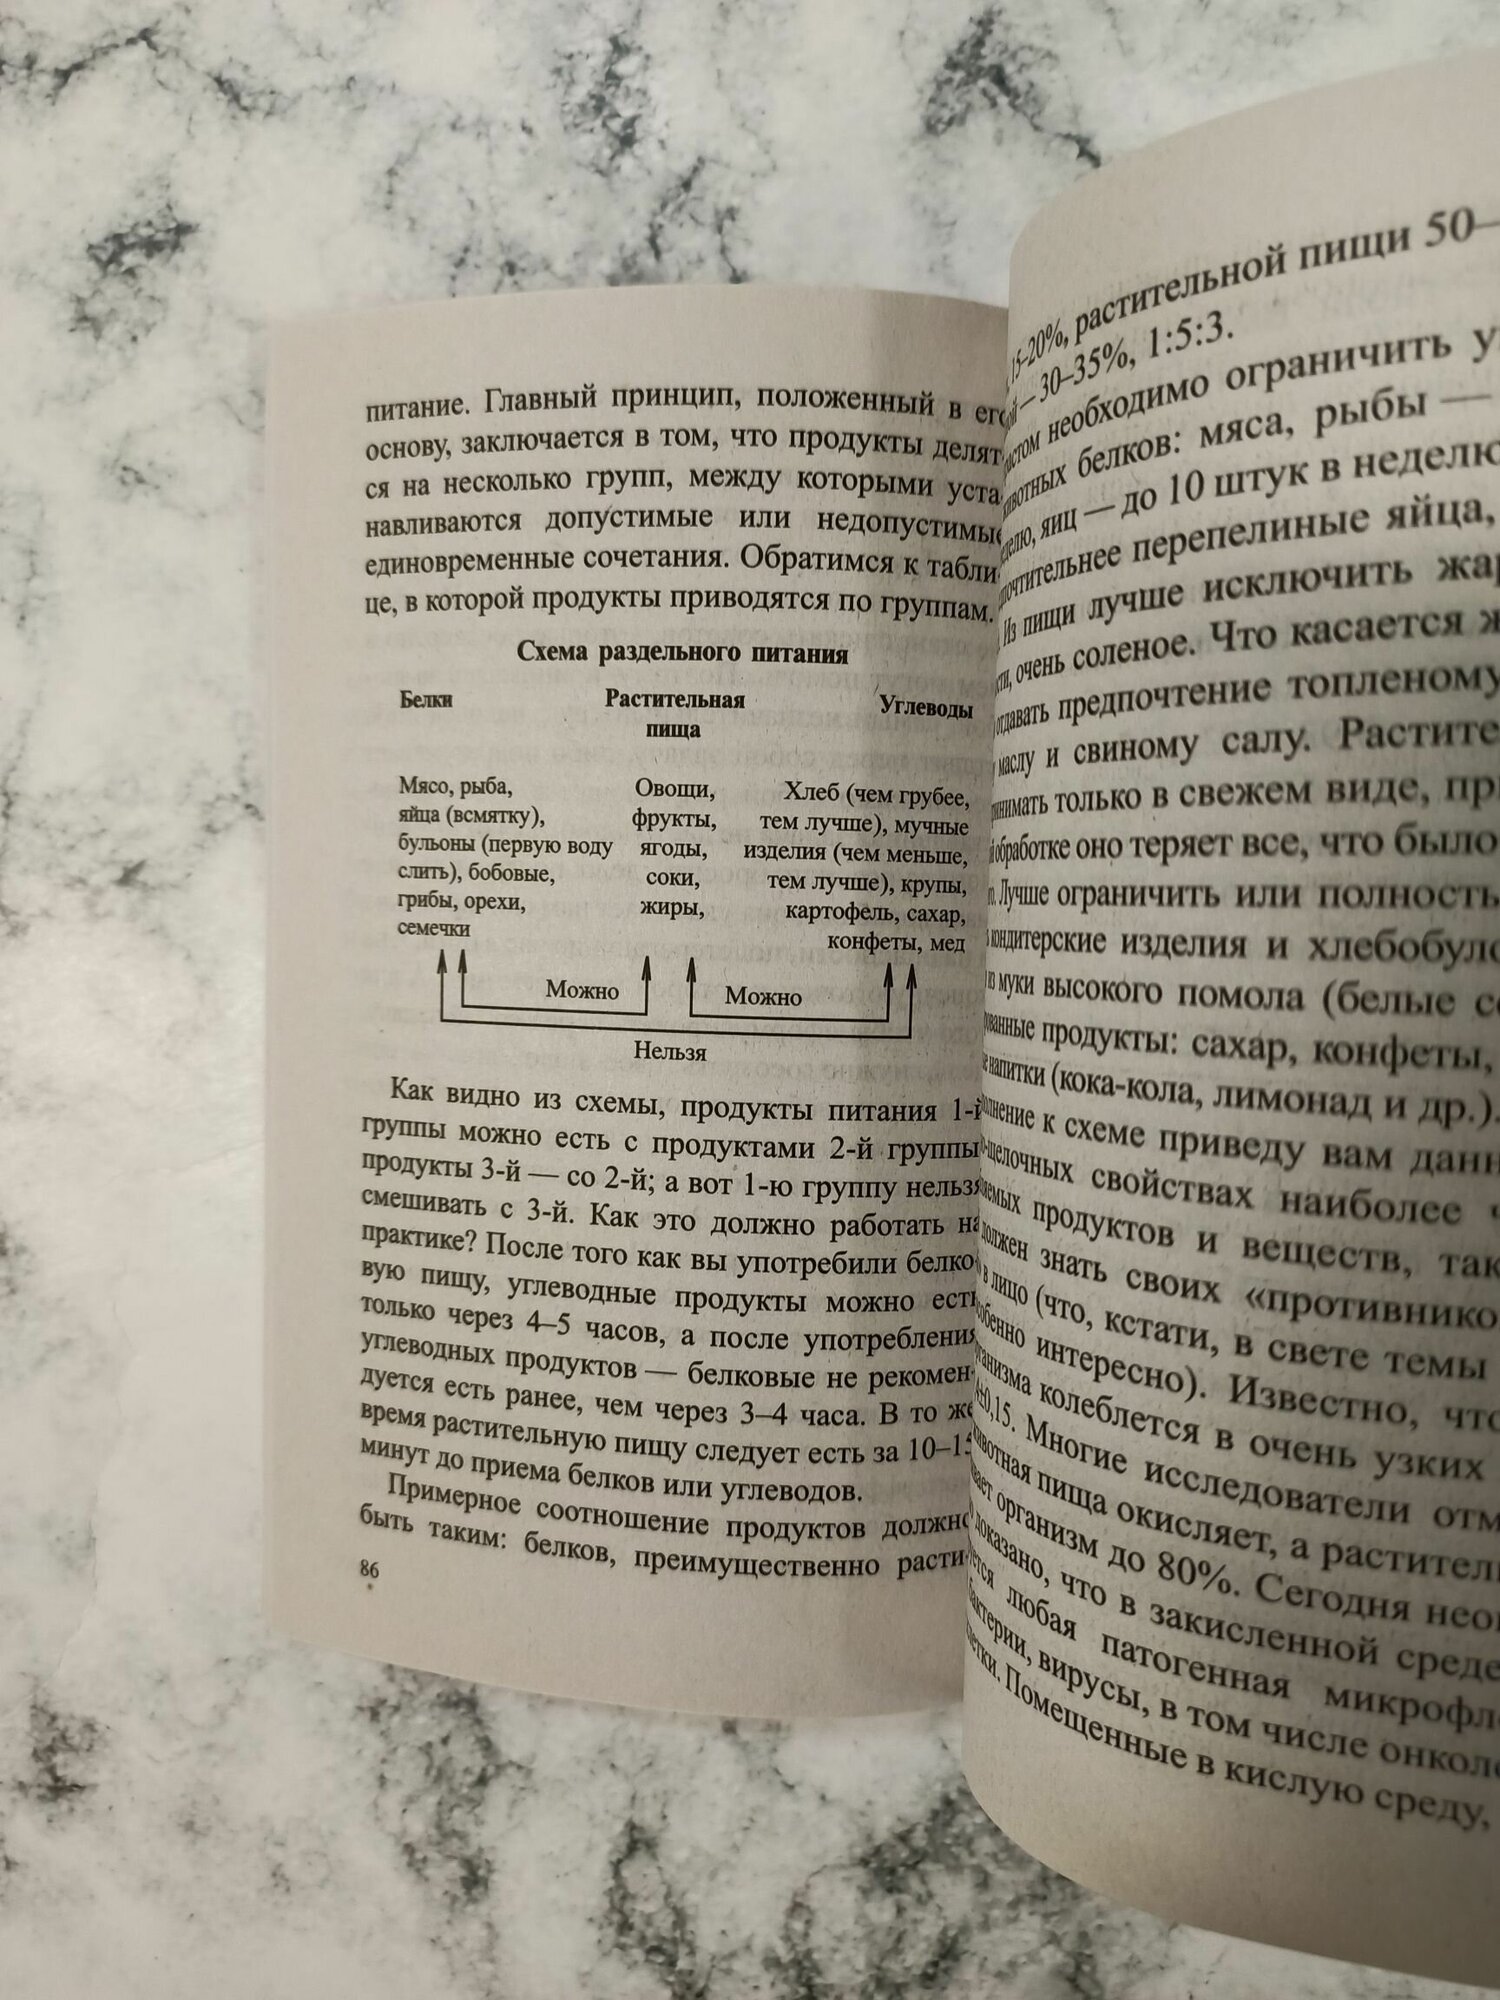 питание. Главный принцип, положенный в его
основу, заключается в том, что продукты делят-
ся на несколько групп, между которыми уста-
навливаются допустимые или недопустимые
единовременные сочетания. Обратимся к табли-
це, в которой продукты приводятся по группам.
Схема раздельного питания
Белки Растительная Углеводы
пища
Мясо, рыба, Овощи, Хлеб (чем грубее,
яйца (всмятку), фрукты, тем лучше), мучные
бульоны (первую воду ягоды, изделия (чем меньше,
слить), бобовые, соки, тем лучше), крупы,
грибы, орехи, жиры, картофель, сахар,
семечки конфеты, мед
Можно Можно
Нельзя
Как видно из схемы, продукты питания 1-й
группы можно есть с продуктами 2-й группы
продукты 3-й — со 2-й; а вот 1-ю группу нельзя
смешивать с 3-й. Как это должно работать на
практике? После того как вы употребили белко-
вую пищу, углеводные продукты можно есть
только через 4–5 часов, а после употребления
углеводных продуктов — белковые не рекомен-
дуется есть ранее, чем через 3–4 часа. В то же
время растительную пищу следует есть за 10–15
минут до приема белков или углеводов.
Примерное соотношение продуктов должно
быть таким: белков, преимущественно расти-
86
15–20%, растительной пищи 50–
— 30–35%, 1:5:3.
необходимо ограничить
белков: мяса, рыбы —
яиц — до 10 штук в неделю
перепелиные яйца,
Из пищи лучше исключить
очень соленое. Что касается
предпочтение топленому
маслу и свиному салу.
только в свежем виде,
обработке оно теряет все, что было
Лучше ограничить или
кондитерские изделия и
из муки высокого помола (белые
продукты: сахар, конфеты,
напитки (кока-кола, лимонад и др.).
к схеме приведу вам
свойствах наиболее
продуктов и веществ,
должен знать своих
в лицо (что, кстати, в свете темы
интересно). Известно, что
колеблется в очень узких
0,15. Многие исследователи
пища окисляет, а
организм до 80%. Сегодня
доказано, что в закисленной
любая патогенная
бактерии, вирусы, в том числе
Помещенные в кислую среду,